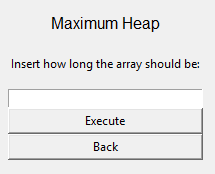 Maximum Heap
Insert how long the array should be:
Execute
Back